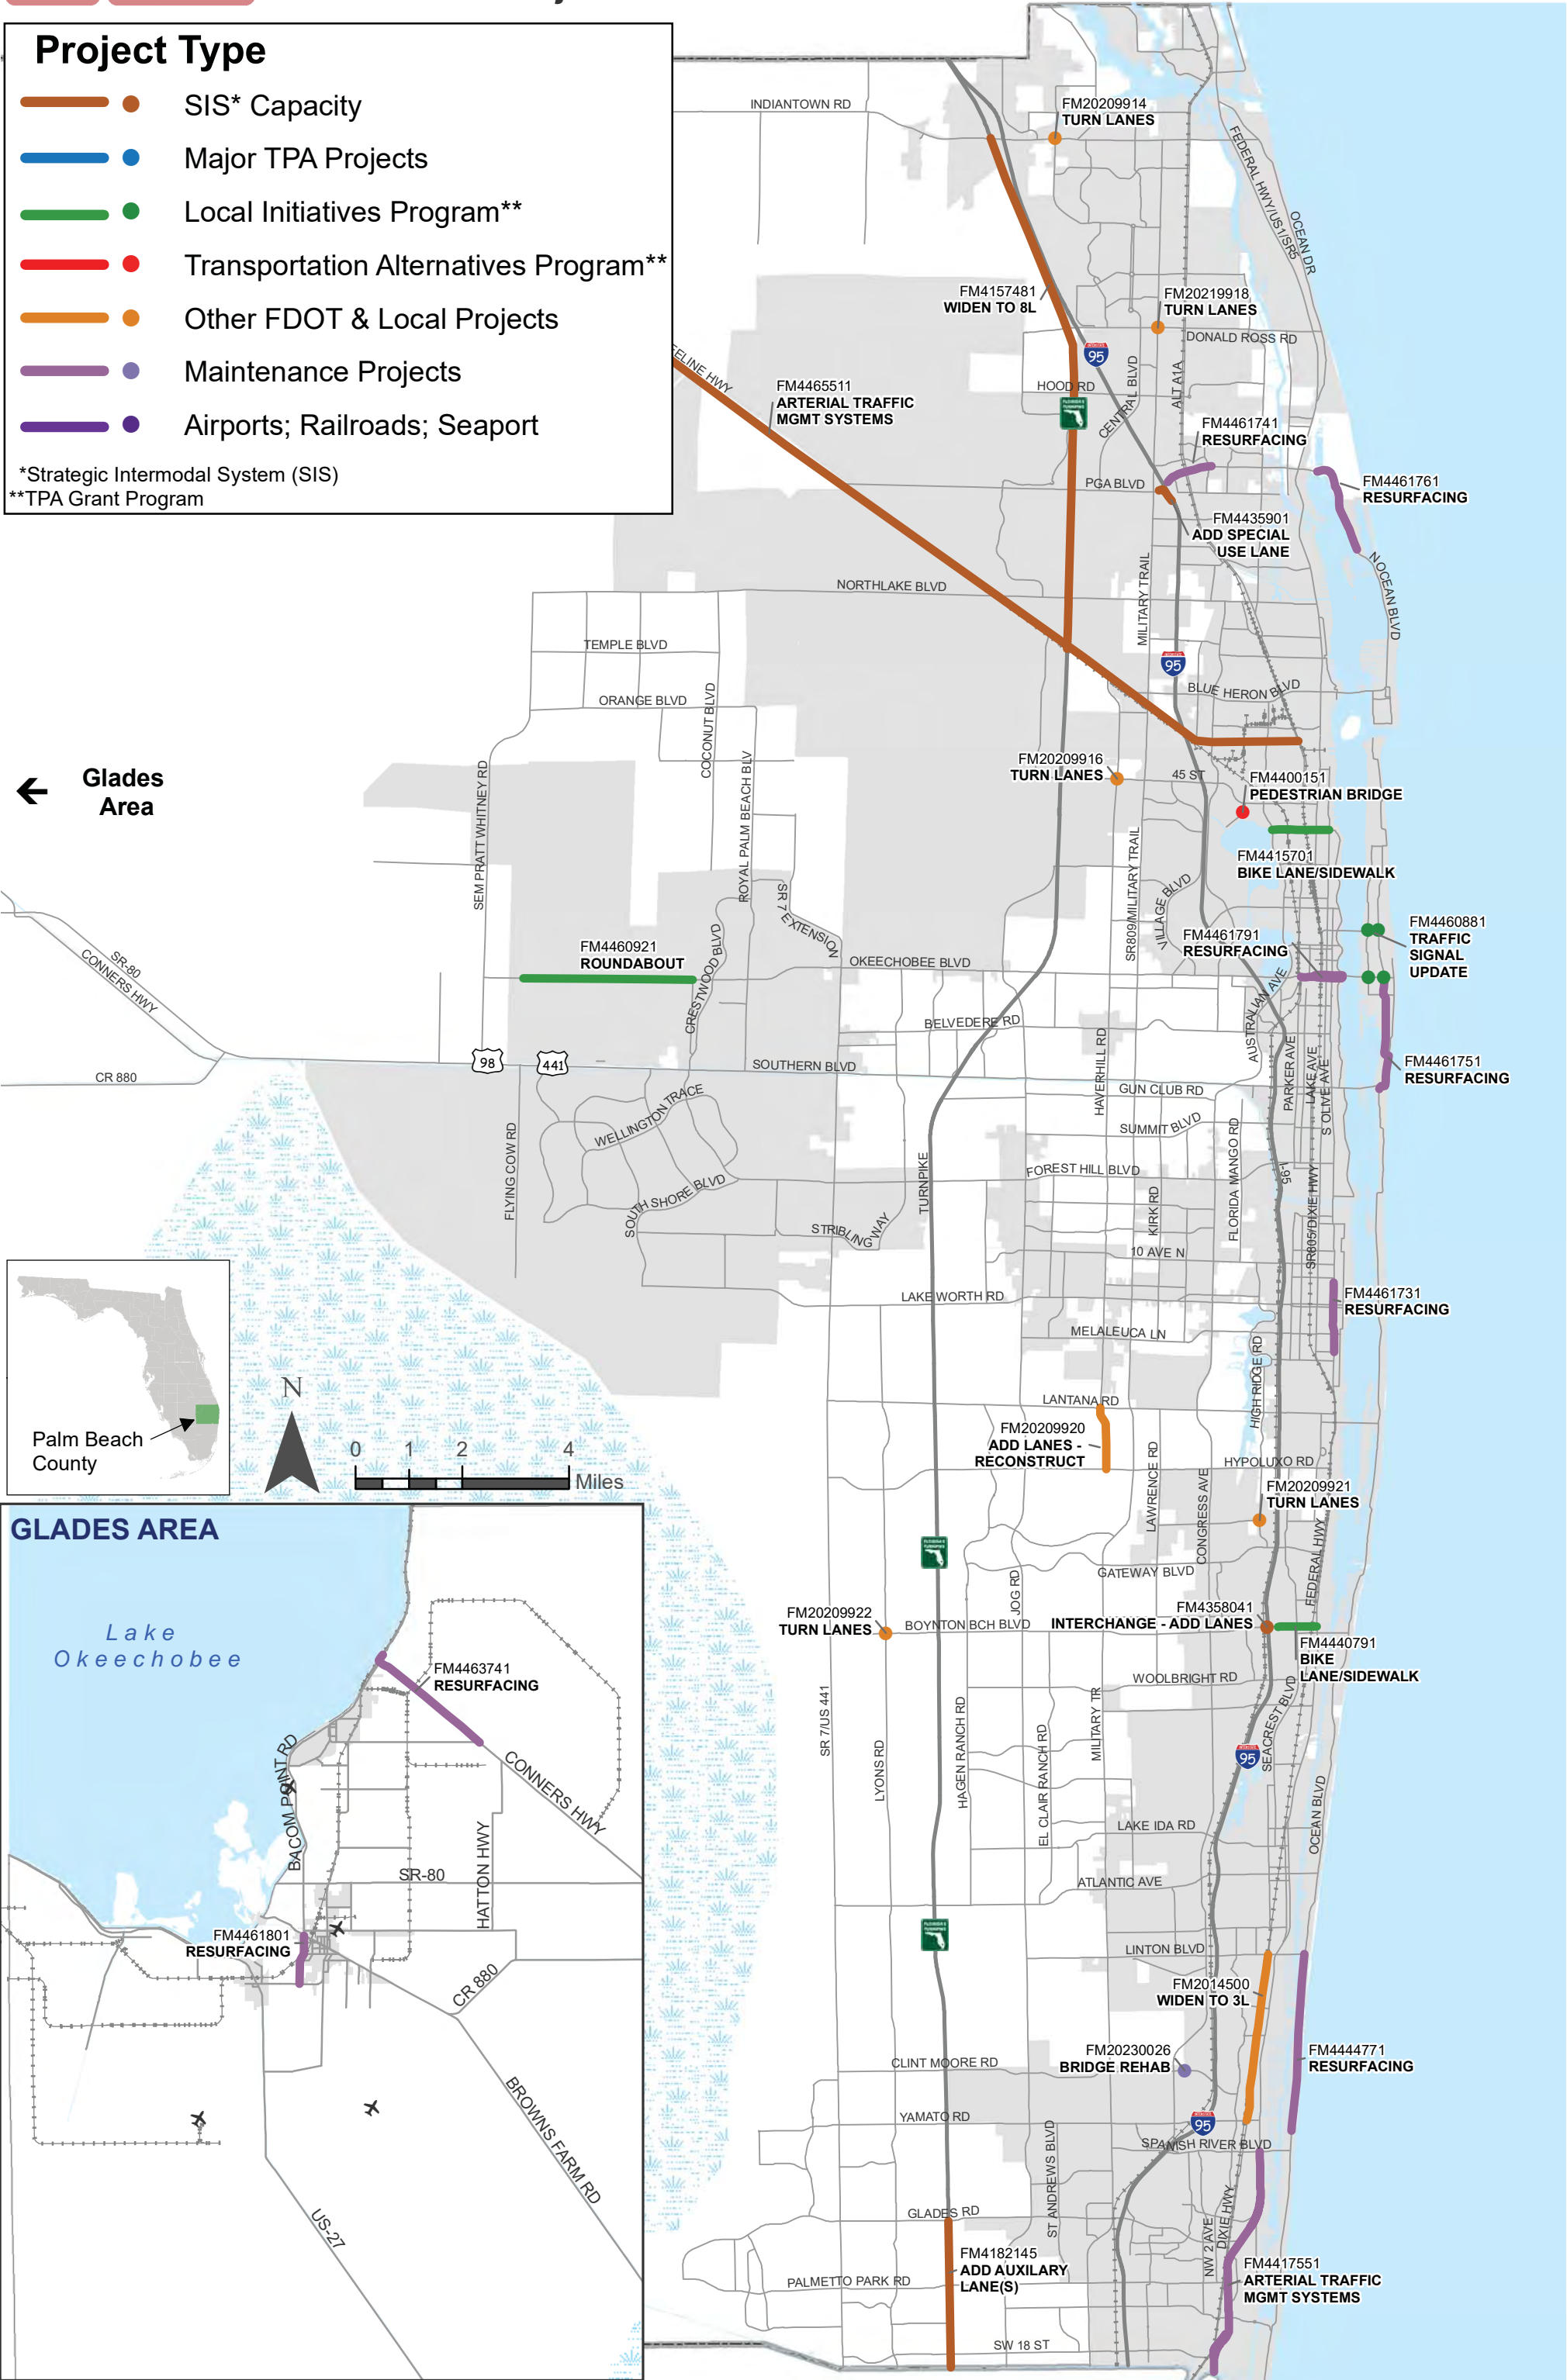 Project Type
SIS* Capacity
Major TPA Projects
Local Initiatives Program**
Transportation Alternatives Program**
Other FDOT & Local Projects
Maintenance Projects
Airports; Railroads; Seaport
*Strategic Intermodal System (SIS)
**TPA Grant Program
INDIANTOWN RD
FM20209914
TURN LANES
FEDERAL HWY/US1/SR5
OCEAN DR
FM4157481
WIDEN TO 8L
FM20219918
TURN LANES
DONALD ROSS RD
95
HOOD RD
CENTRAL BLVD
ALT A1A
FM4465511
ARTERIAL TRAFFIC
MGMT SYSTEMS
FM4461741
RESURFACING
PGA BLVD
FM4461761
RESURFACING
FM4435901
ADD SPECIAL
USE LANE
N OCEAN BLVD
MILITARY TRAIL
NORTHLAKE BLVD
TEMPLE BLVD
95
ORANGE BLVD
COCONUT BLVD
BLUE HERON BLVD
Glades
Area
SEM PRATT WHITNEY RD
ROYAL PALM BEACH BLV
FM20209916
TURN LANES
45 ST
FM4400151
PEDESTRIAN BRIDGE
FM4415701
BIKE LANE/SIDEWALK
SR809/MILITARY TRAIL
VILLAGE BLVD
SR 7 EXTENSION
FM4460881
TRAFFIC
SIGNAL
UPDATE
FM4461791
RESURFACING
SR-80
CONNERS HWY
FM4460921
ROUNDABOUT
CRESTWOOD BLVD
OKEECHOBEE BLVD
AUSTRALIAN AVE
BELVEDERE RD
98
441
SOUTHERN BLVD
CR 880
HAVERHILL RD
GUN CLUB RD
PARKER AVE
LAKE AVE
S OLIVE AVE
FM4461751
RESURFACING
WELLINGTON TRACE
SUMMIT BLVD
FLYING COW RD
SOUTH SHORE BLVD
TURNPIKE
FOREST HILL BLVD
KIRK RD
FLORIDA MANGO RD
I-95
SR805/DIXIE HWY
STRIBLING WAY
10 AVE N
LAKE WORTH RD
FM4461731
RESURFACING
MELALEUCA LN
HIGH RIDGE RD
Palm Beach
County
N
0 1 2 4
Miles
LANTANA RD
FM20209920
ADD LANES -
RECONSTRUCT
LAWRENCE RD
CONGRESS AVE
HYPOLUXO RD
FM20209921
TURN LANES
FEDERAL HWY
JOG RD
GATEWAY BLVD
FM20209922
TURN LANES
BOYNTON BCH BLVD
FM4358041
INTERCHANGE - ADD LANES
FM4440791
BIKE
LANE/SIDEWALK
WOOLBRIGHT RD
SR 7/US 441
LYONS RD
HAGEN RANCH RD
EL CLAIR RANCH RD
MILITARY TR
SEACREST BLVD
95
OCEAN BLVD
LAKE IDA RD
ATLANTIC AVE
LINTON BLVD
FM2014500
WIDEN TO 3L
FM20230026
BRIDGE REHAB
CLINT MOORE RD
FM4444771
RESURFACING
YAMATO RD
95
SPANISH RIVER BLVD
ST ANDREWS BLVD
GLADES RD
NW 2 AVE
DIXIE HWY
FM4182145
ADD AUXILARY
LANE(S)
PALMETTO PARK RD
FM4417551
ARTERIAL TRAFFIC
MGMT SYSTEMS
SW 18 ST
GLADES AREA
Lake
Okeechobee
FM4463741
RESURFACING
BACOM POINT RD
CONNERS HWY
HATTON HWY
SR-80
FM4461801
RESURFACING
CR 880
BROWNS FARM RD
US-27